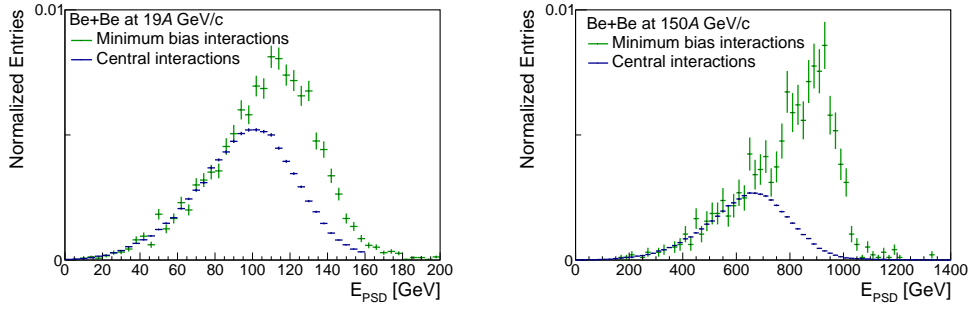 Be+Be at 19A GeV/c
Minimum bias interactions
Central interactions
Normalized Entries
0.01
0
0 20 40 60 80 100 120 140 160 180 200
E_PSD [GeV]
Be+Be at 150A GeV/c
Minimum bias interactions
Central interactions
Normalized Entries
0.01
0
0 200 400 600 800 1000 1200 1400
E_PSD [GeV]